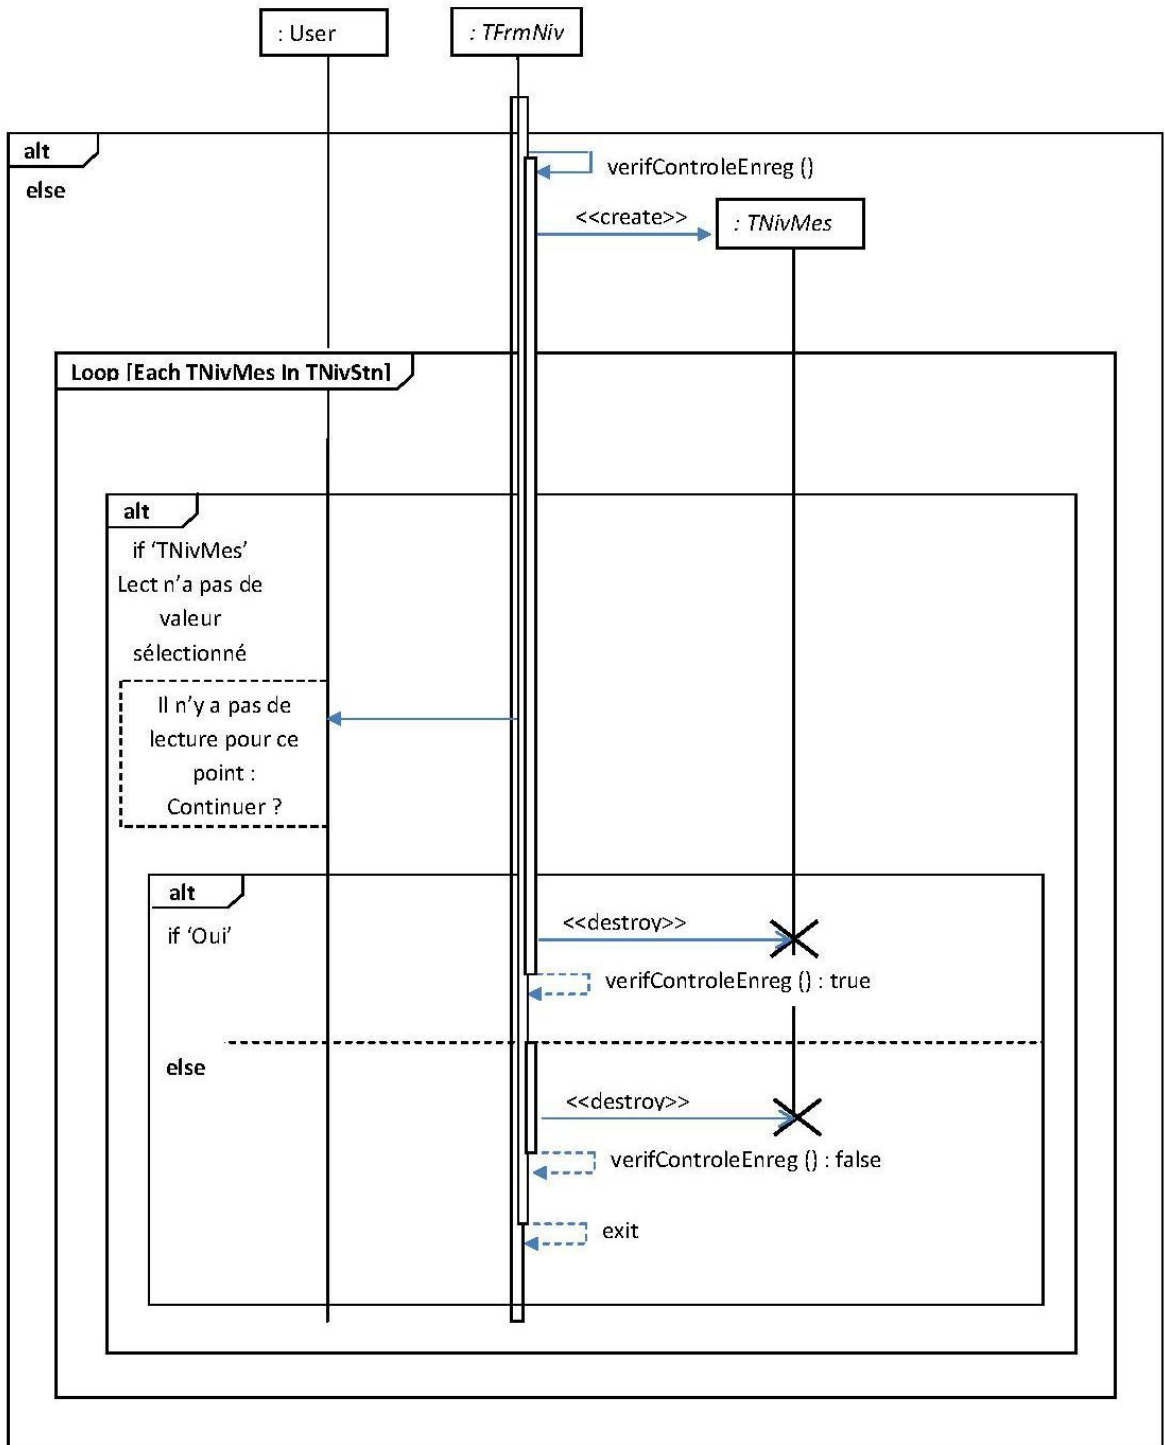 : User
: TFrmNiv
alt
else
verifControleEnreg ()
<<create>>
: TNivMes
Loop [Each TNivMes In TNivStn]
alt
if ‘TNivMes’
Lect n’a pas de
valeur
sélectionné
Il n’y a pas de
lecture pour ce
point :
Continuer ?
alt
if ‘Oui’
<<destroy>>
verifControleEnreg () : true
else
<<destroy>>
verifControleEnreg () : false
exit